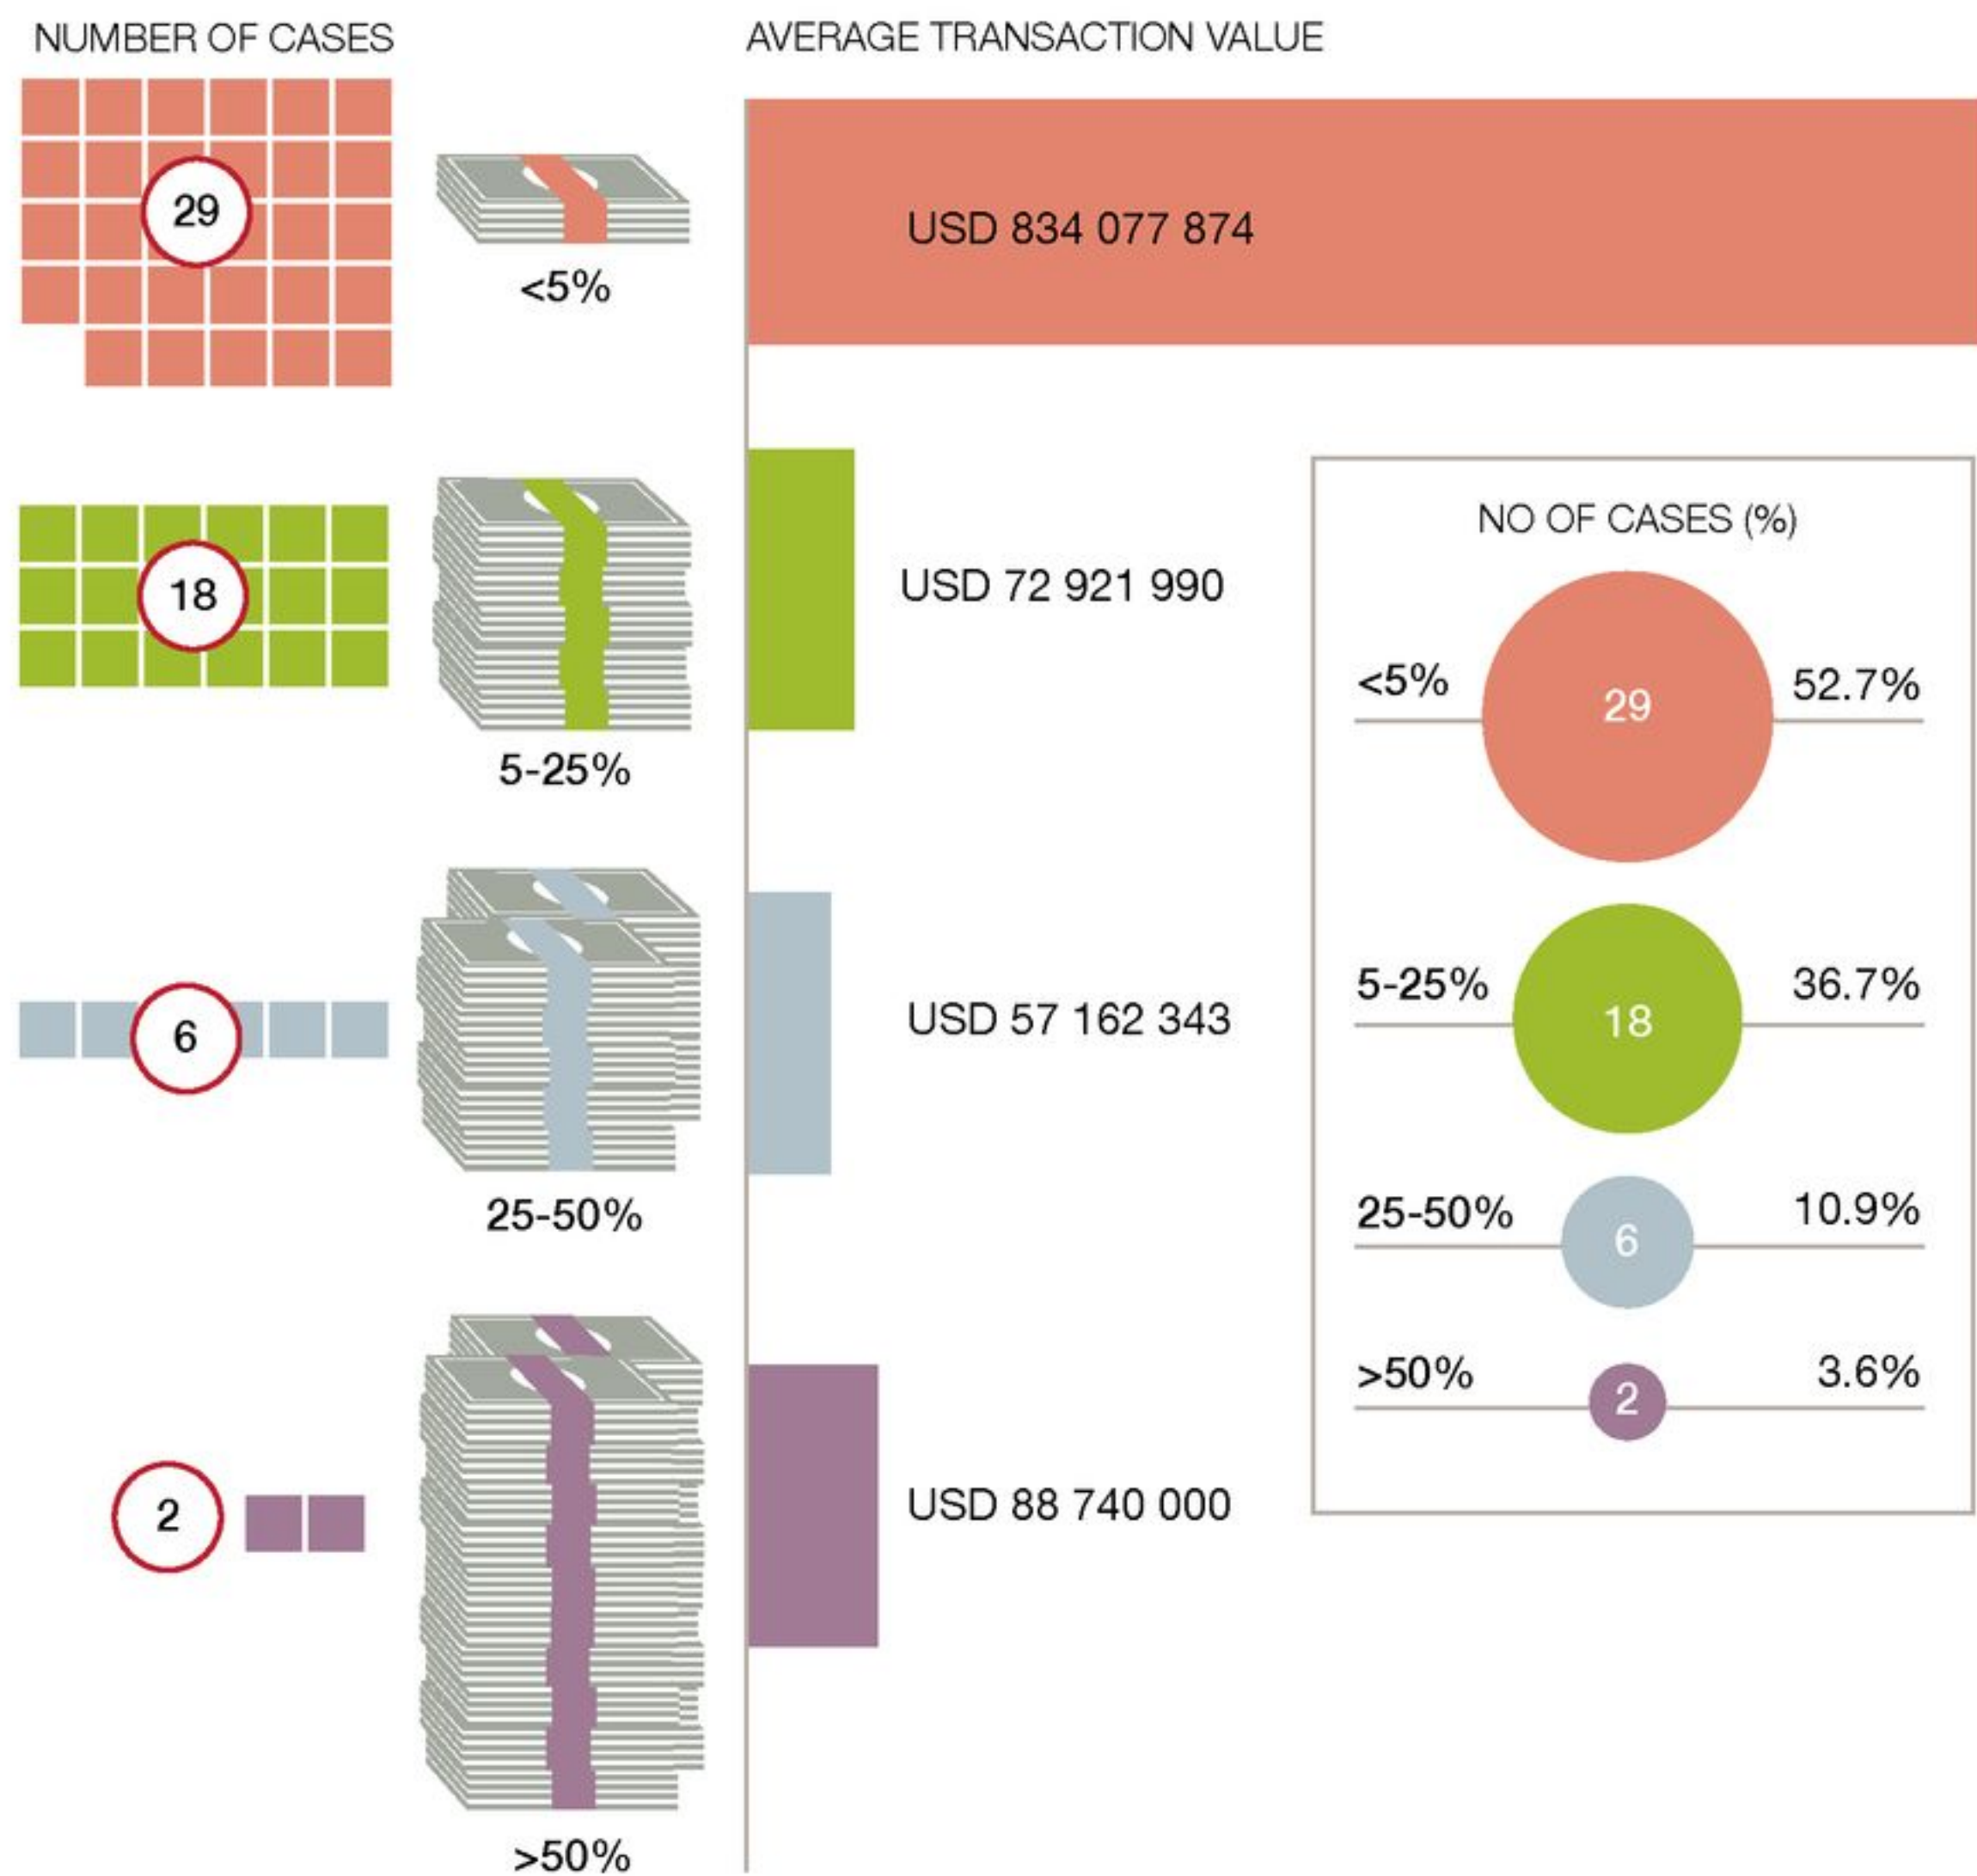 NUMBER OF CASES
AVERAGE TRANSACTION VALUE
29
<5%
USD 834 077 874
18
5-25%
USD 72 921 990
6
25-50%
USD 57 162 343
2
>50%
USD 88 740 000
NO OF CASES (%)
<5% 29 52.7%
5-25% 18 36.7%
25-50% 6 10.9%
>50% 2 3.6%